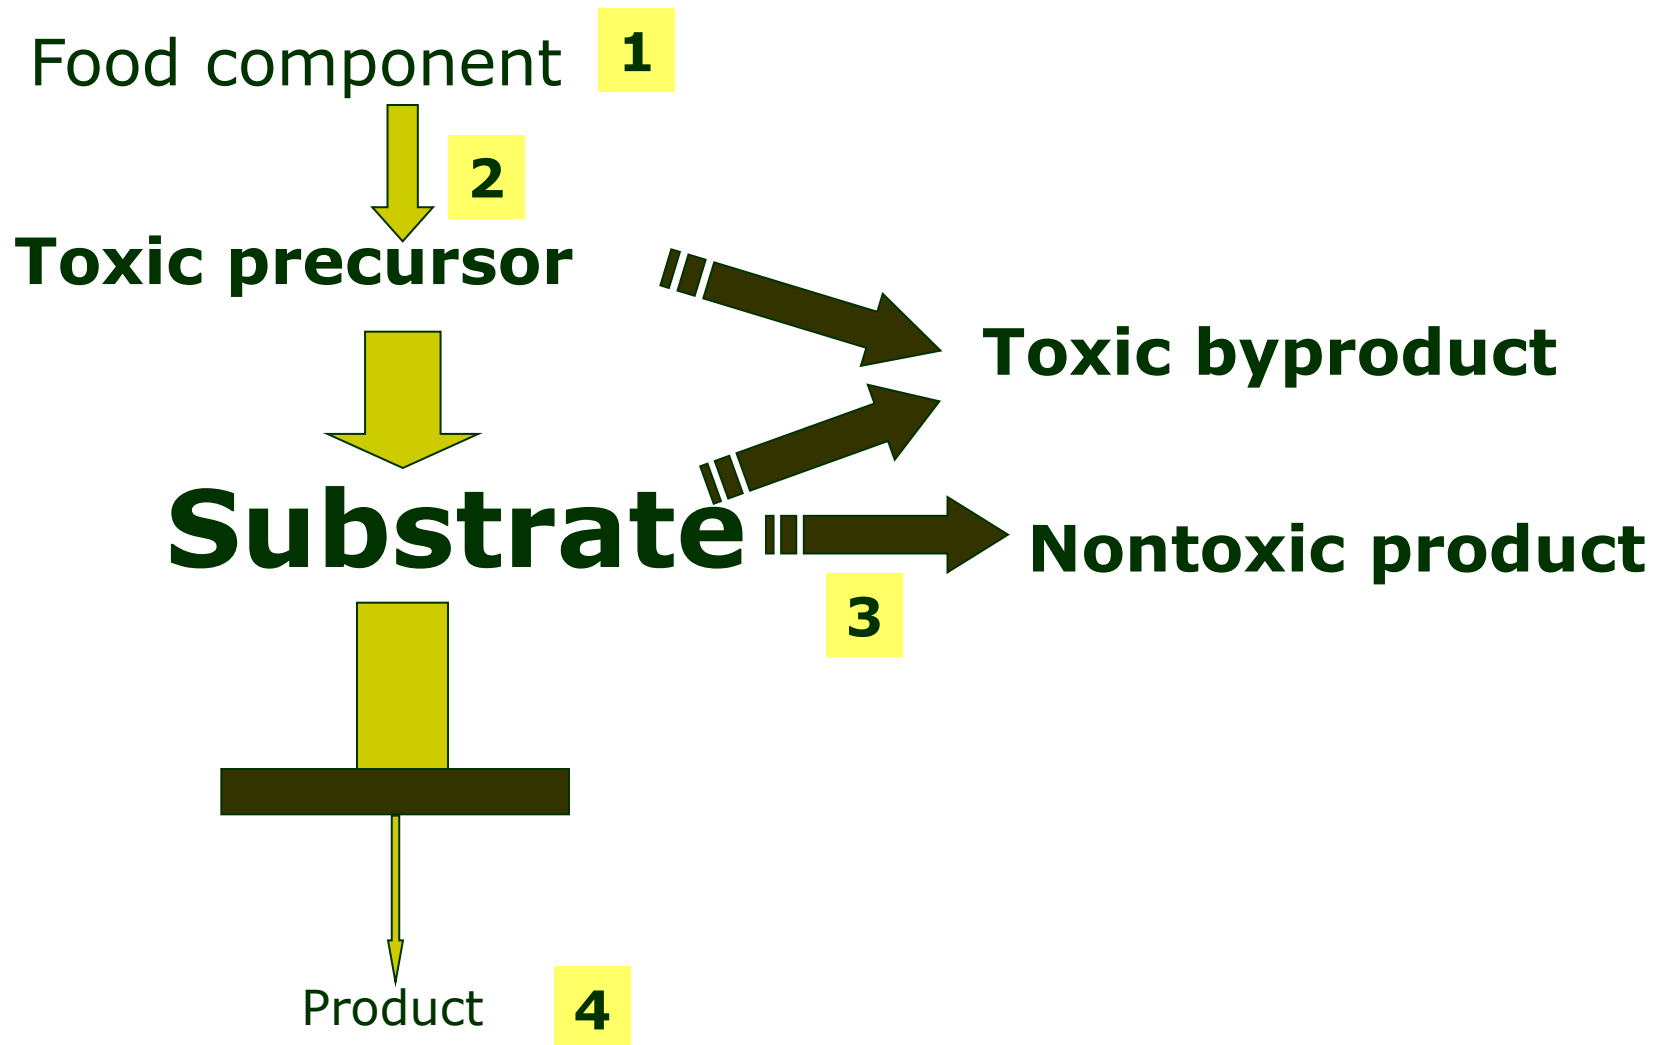 Food component
1
2
Toxic precursor
Toxic byproduct
Substrate
Nontoxic product
3
Product
4